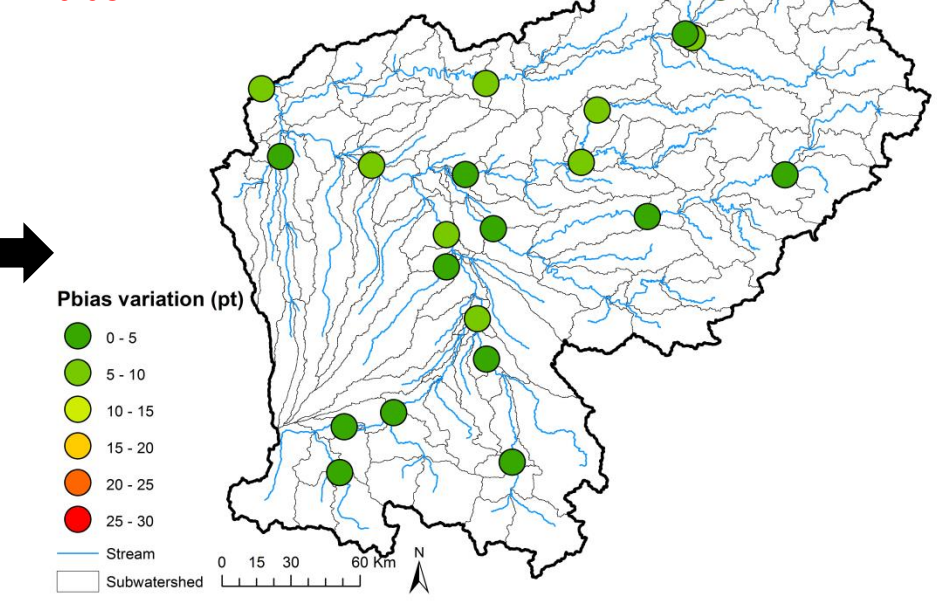 Pbias variation (pt)
0 - 5
5 - 10
10 - 15
15 - 20
20 - 25
25 - 30
Stream
Subwatershed
0 15 30 60 Km
N